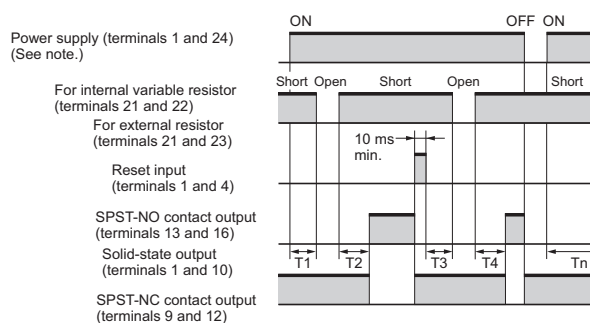 ON OFF ON
Power supply (terminals 1 and 24)
(See note.)
Short Open Short Open Short
For internal variable resistor
(terminals 21 and 22)
For external resistor
(terminals 21 and 23)
10 ms
min.
Reset input
(terminals 1 and 4)
SPST-NO contact output
(terminals 13 and 16)
Solid-state output
(terminals 1 and 10)
T1 T2 T3 T4 Tn
SPST-NC contact output
(terminals 9 and 12)